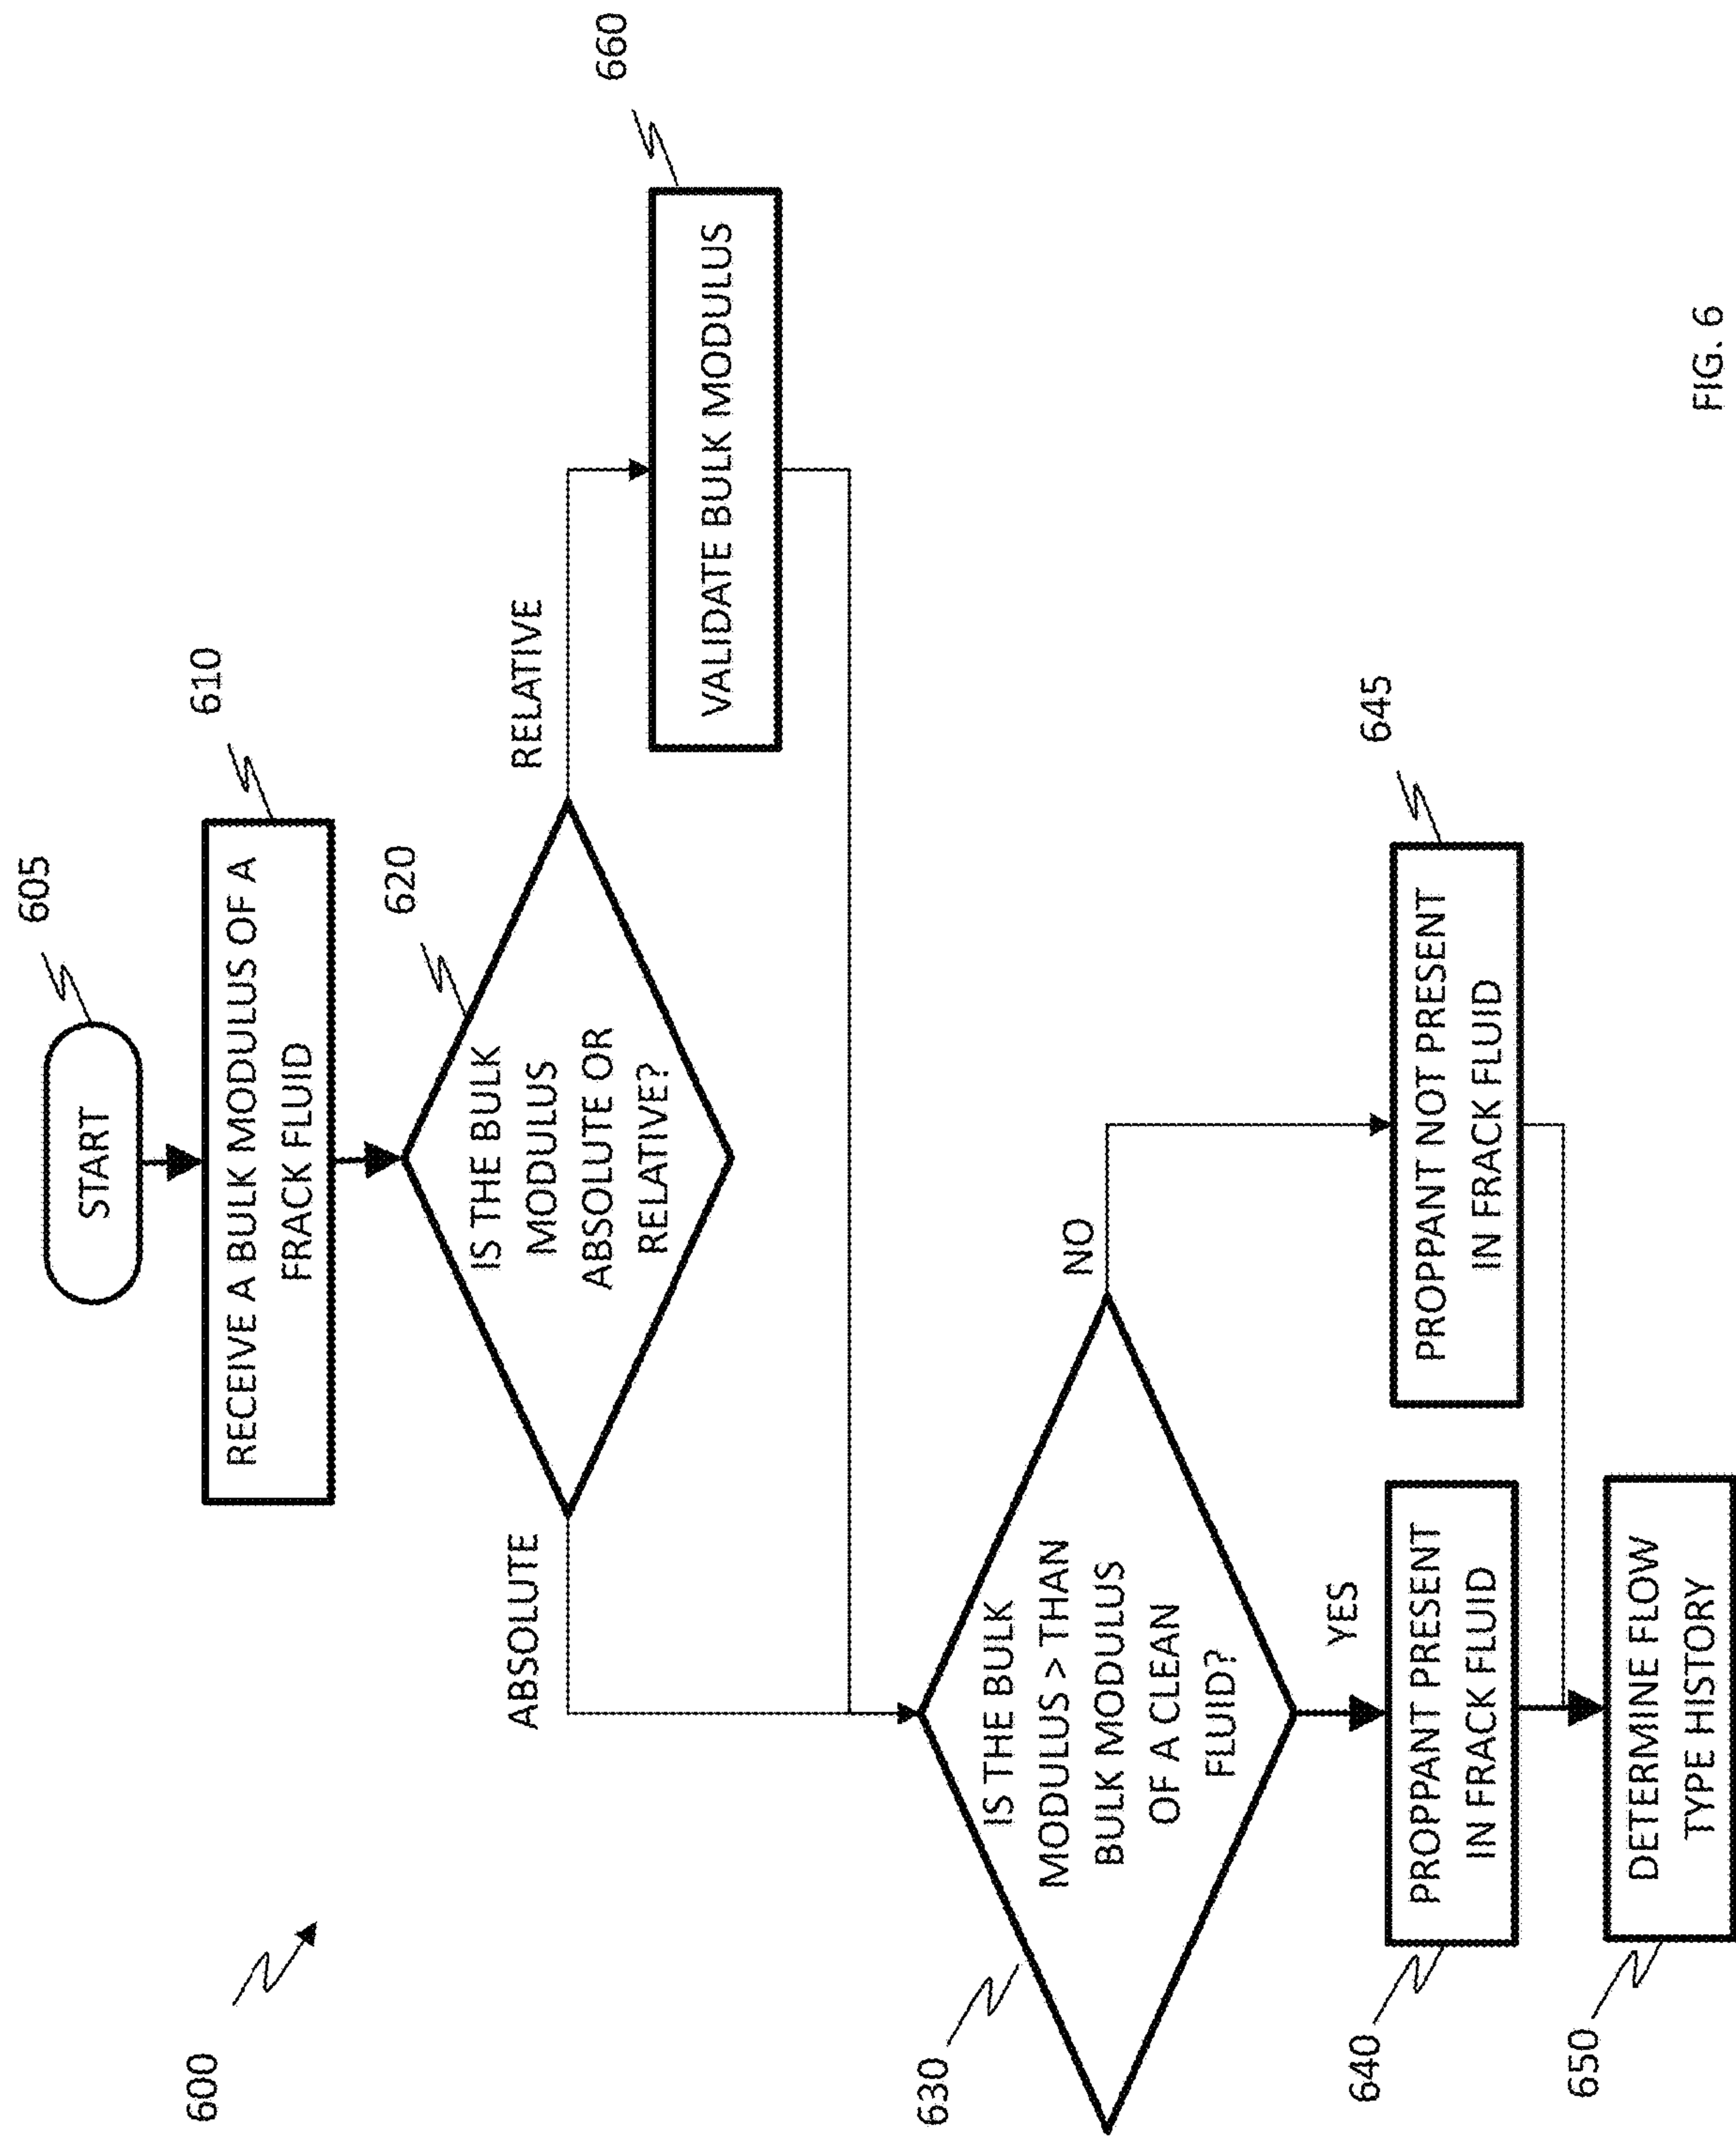 600
START
605
RECEIVE A BULK MODULUS OF A
FRACK FLUID
610
IS THE BULK
MODULUS
ABSOLUTE OR
RELATIVE?
620
ABSOLUTE
RELATIVE
VALIDATE BULK MODULUS
660
IS THE BULK
MODULUS > THAN
BULK MODULUS
OF A CLEAN
FLUID?
630
NO
YES
PROPPANT PRESENT
IN FRACK FLUID
640
PROPPANT NOT PRESENT
IN FRACK FLUID
645
DETERMINE FLOW
TYPE HISTORY
650
FIG. 6